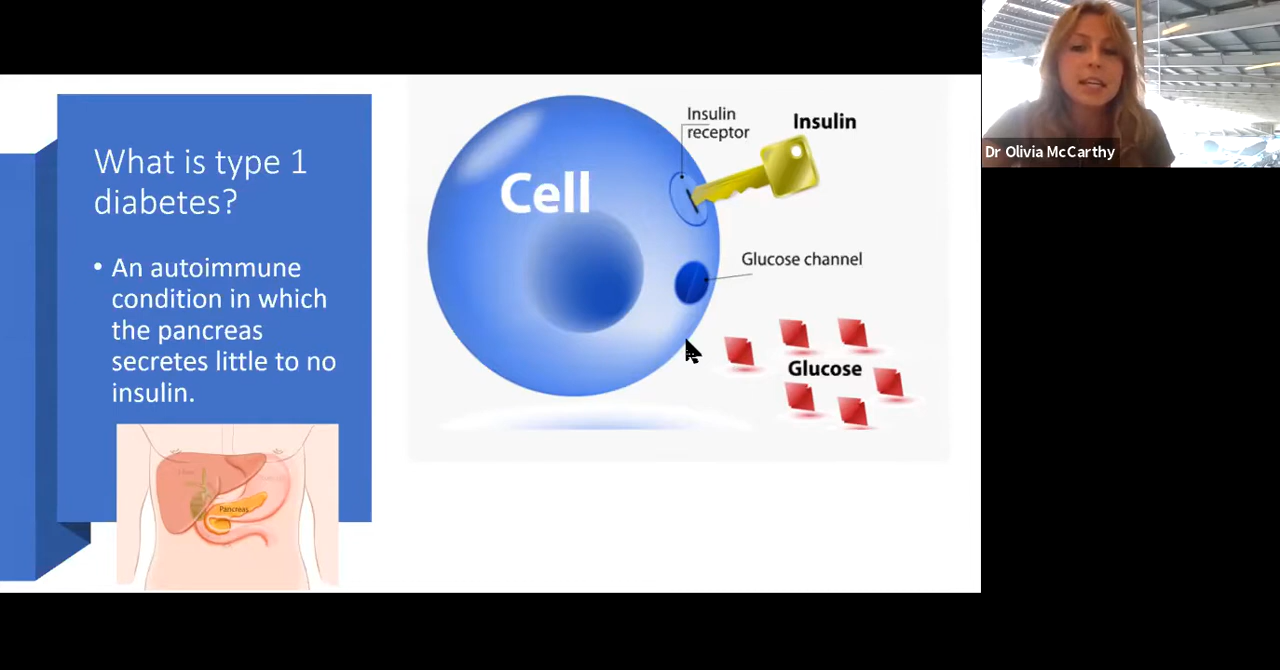 What is type 1
diabetes?
• An autoimmune
condition in which
the pancreas
secretes little to no
insulin.
Pancreas
Cell
Insulin
receptor
Insulin
Glucose channel
Glucose
Dr Olivia McCarthy